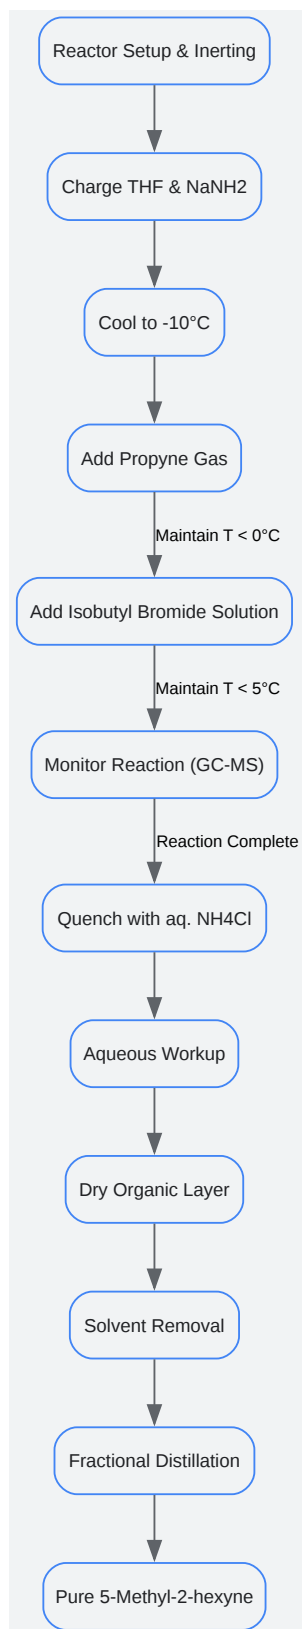 Reactor Setup & Inerting
Charge THF & NaNH2
Cool to -10°C
Add Propyne Gas
Maintain T < 0°C
Add Isobutyl Bromide Solution
Maintain T < 5°C
Monitor Reaction (GC-MS)
Reaction Complete
Quench with aq. NH4Cl
Aqueous Workup
Dry Organic Layer
Solvent Removal
Fractional Distillation
Pure 5-Methyl-2-hexyne